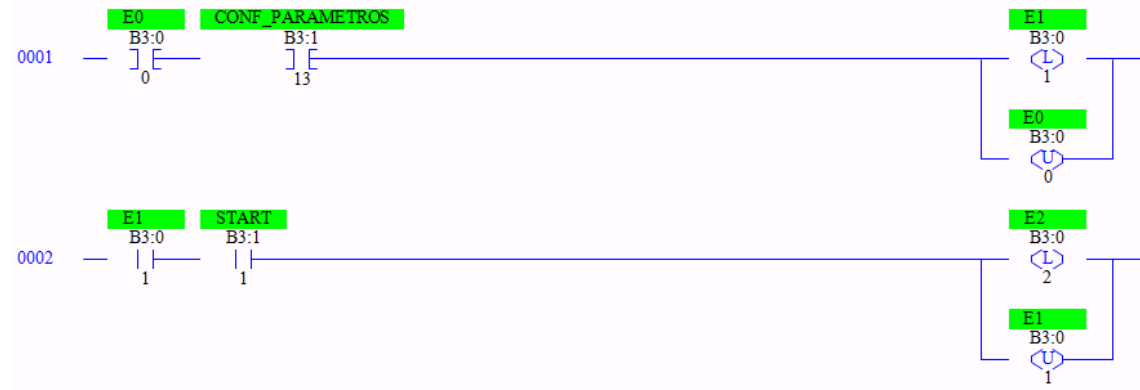 E0 CONF_PARAMETROS E1
B3:0 B3:1 B3:0
0001 ] [ ] [ L
0 13 1
E0
B3:0
U
0
E1 START E2
B3:0 B3:1 B3:0
0002 L
1 1 2
E1
B3:0
U
1